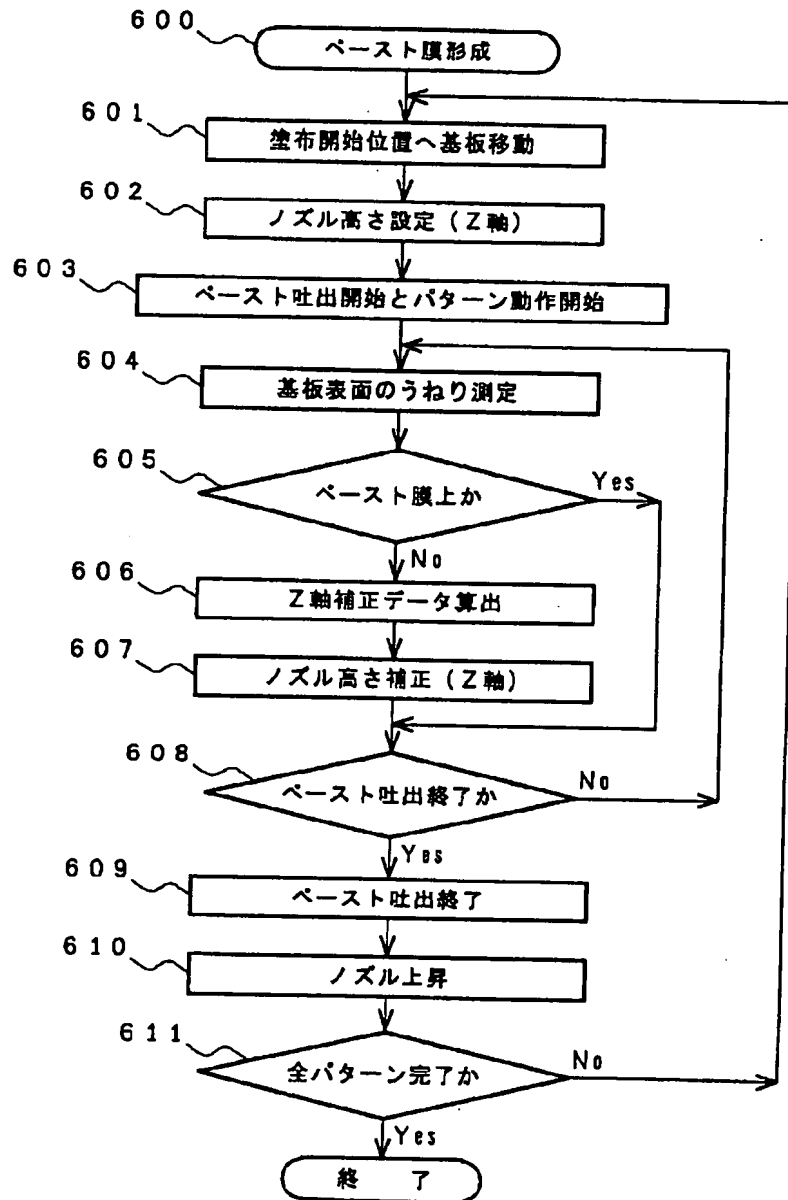 600
ペースト膜形成
601
塗布開始位置へ基板移動
602
ノズル高さ設定(Z軸)
603
ペースト吐出開始とパターン動作開始
604
基板表面のうねり測定
605
ペースト膜上か
Yes
No
606
Z軸補正データ算出
607
ノズル高さ補正(Z軸)
608
ペースト吐出終了か
No
Yes
609
ペースト吐出終了
610
ノズル上昇
611
全パターン完了か
No
Yes
終 了